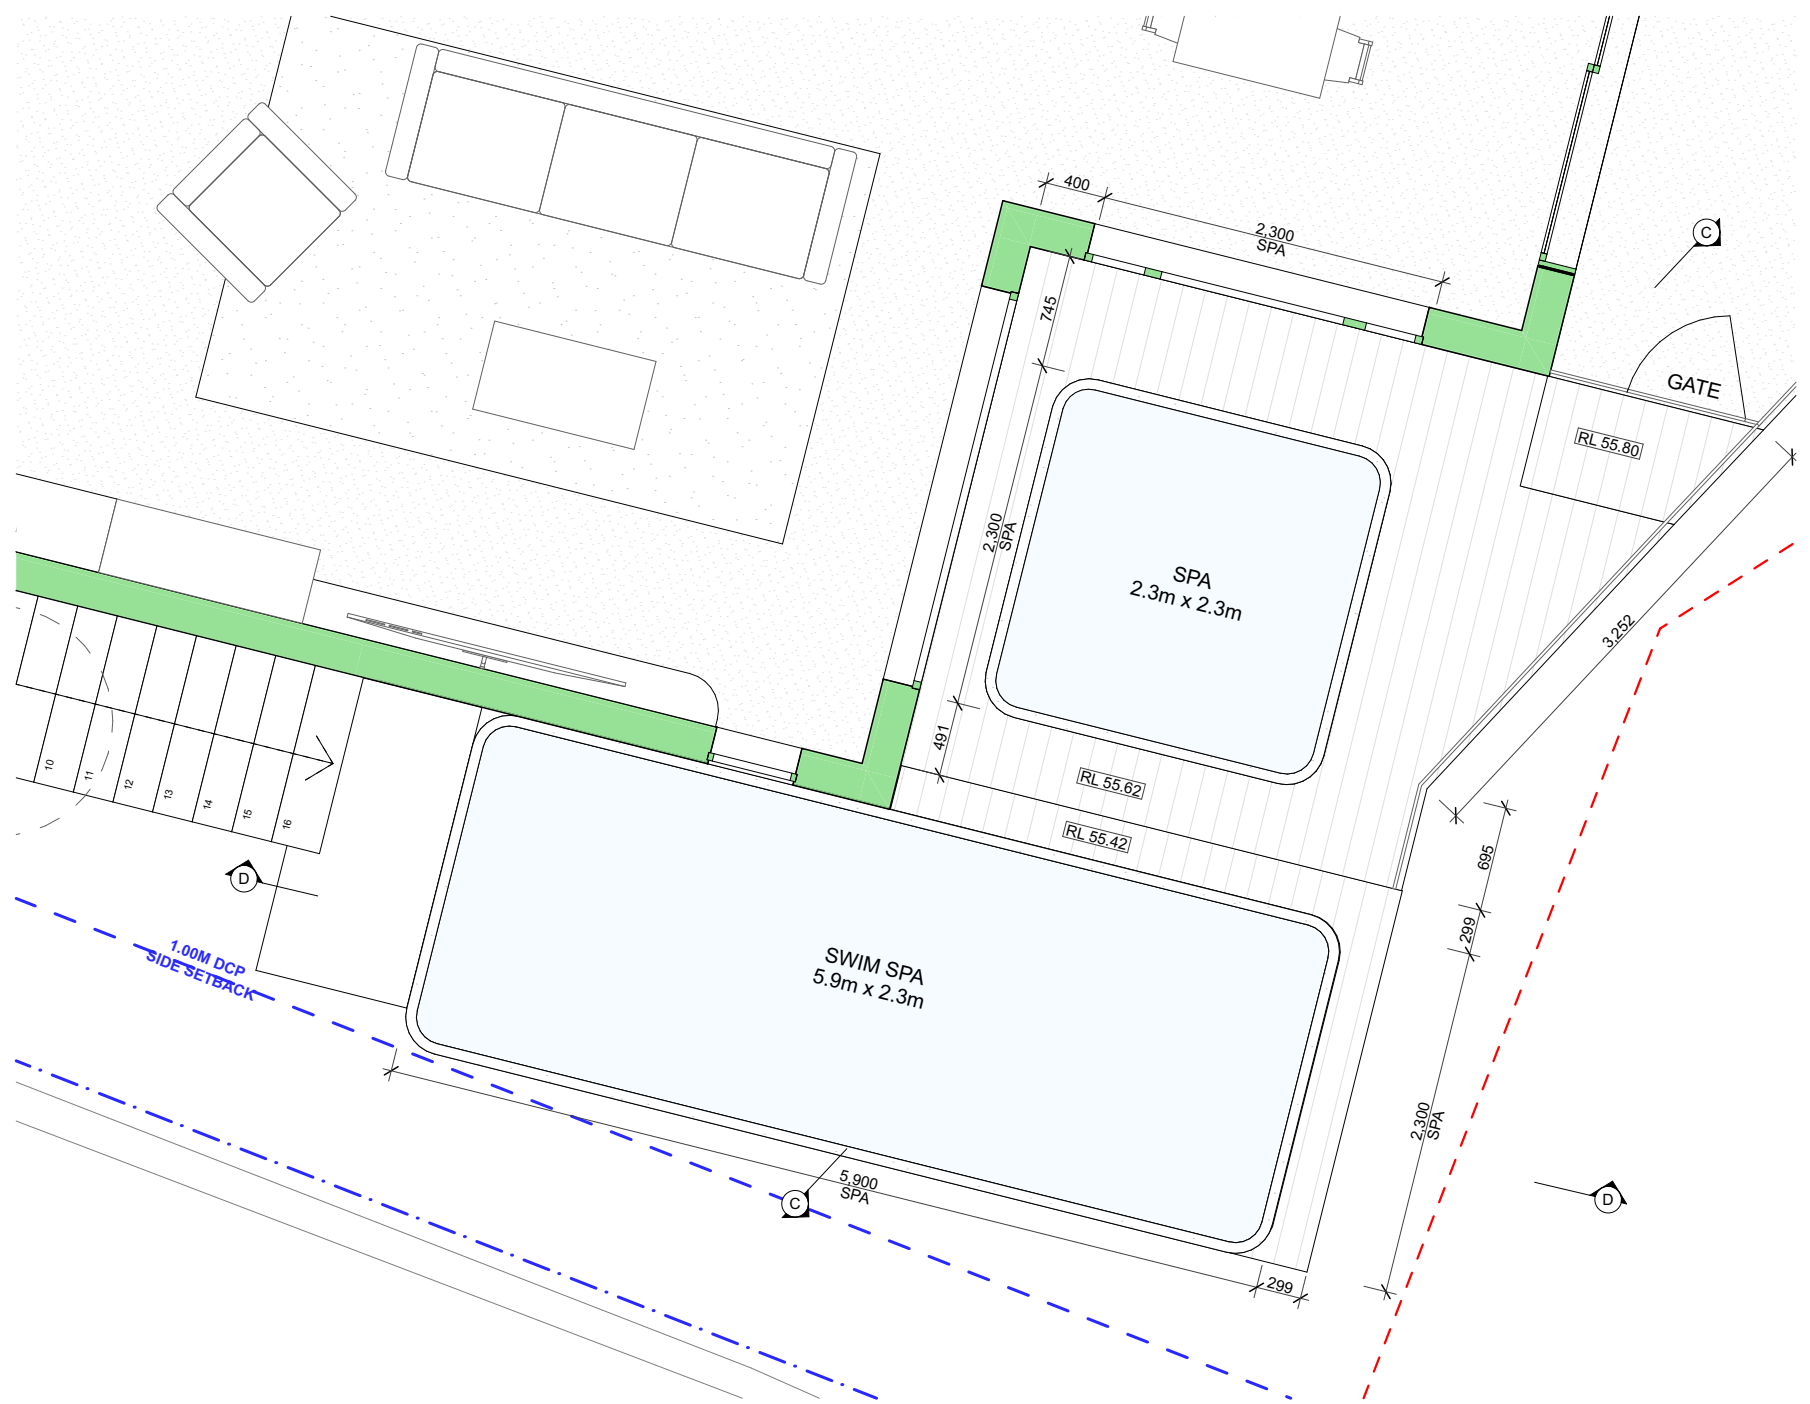 400
2,300
SPA
C
745
GATE
RL 55.80
2,300
SPA
SPA
2.3m x 2.3m
3,252
491
RL 55.62
RL 55.42
10
11
12
13
14
15
16
695
299
D
1.00M DCP
SIDE SETBACK
SWIM SPA
5.9m x 2.3m
2,300
SPA
5,900
SPA
C
D
299